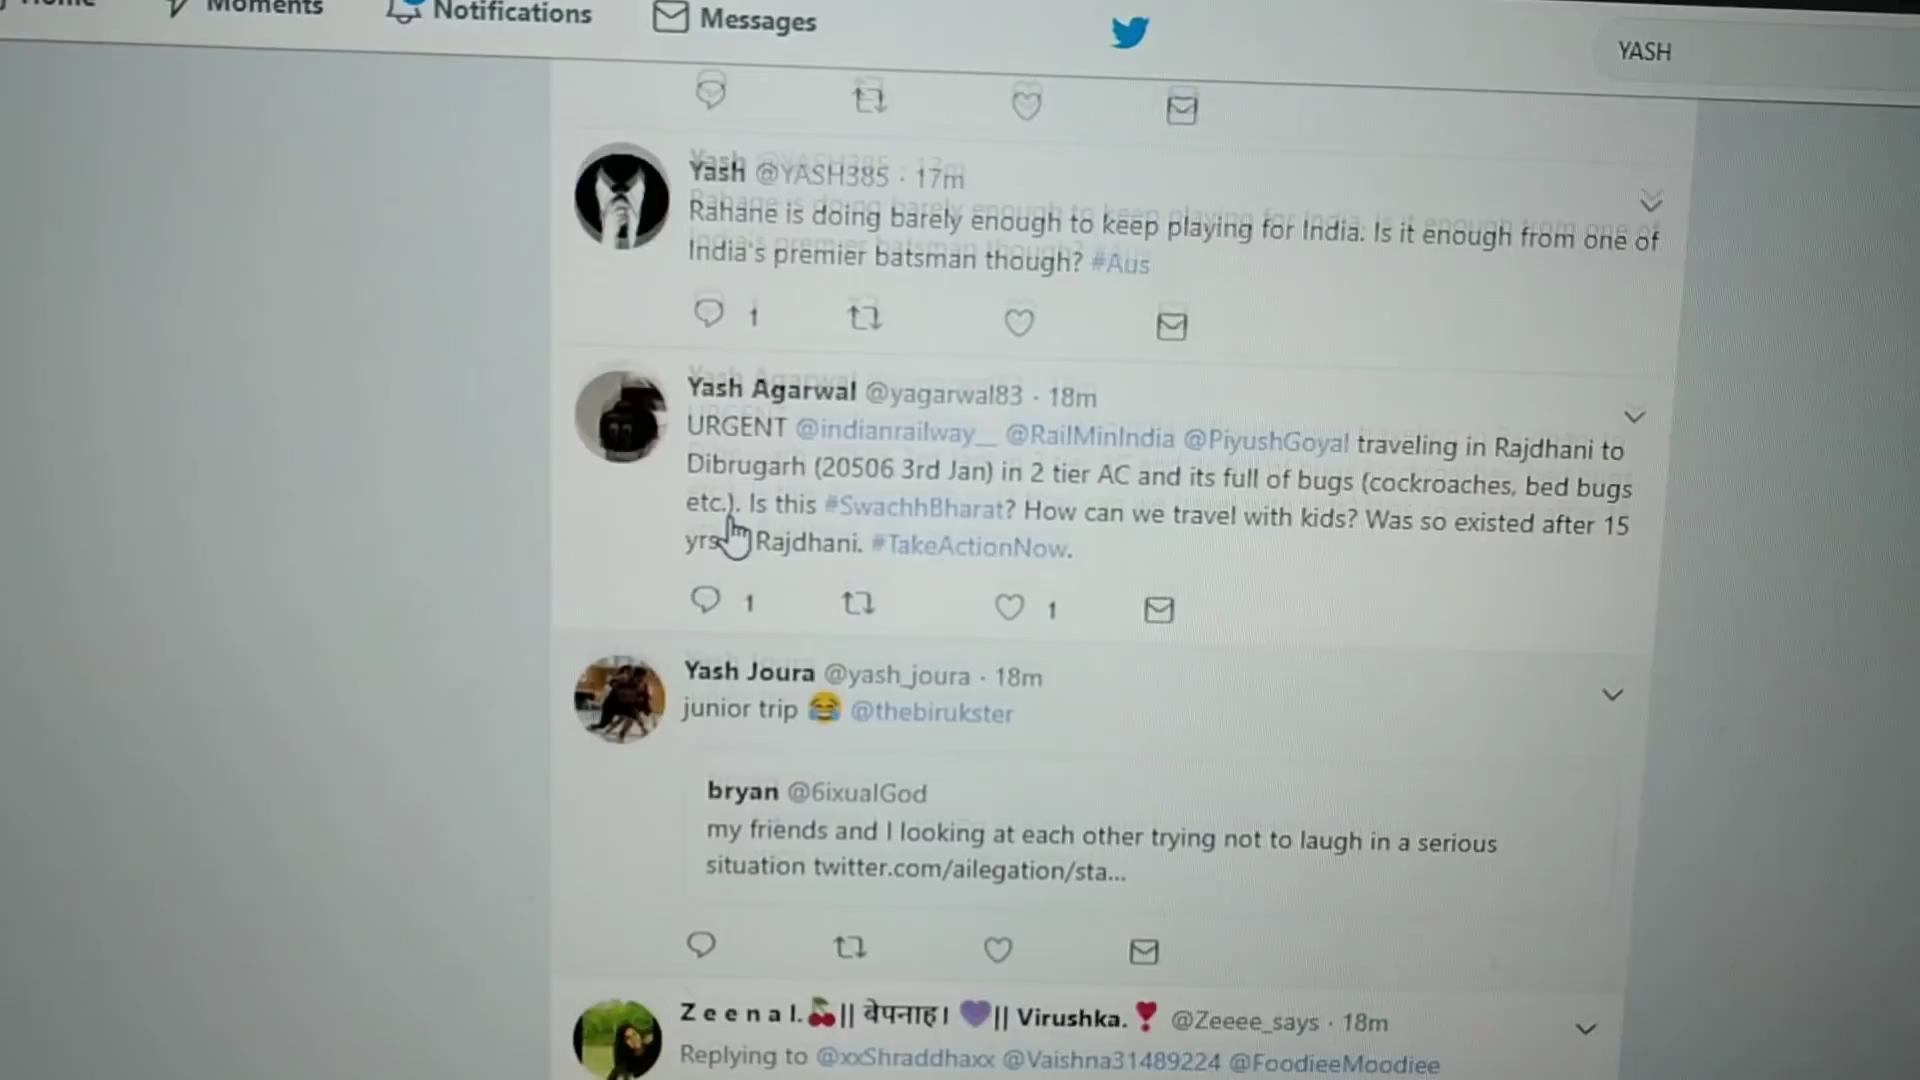 Moments
Notifications
Messages
YASH
Yash @YASH385 · 17m
Rahane is doing barely enough to keep playing for India. Is it enough from one of
India's premier batsman though? #Aus
1
Yash Agarwal @yagarwal83 · 18m
URGENT @indianrailway__ @RailMinIndia @PiyushGoyal traveling in Rajdhani to
Dibrugarh (20506 3rd Jan) in 2 tier AC and its full of bugs (cockroaches, bed bugs
etc.). Is this #SwachhBharat? How can we travel with kids? Was so existed after 15
yrs Rajdhani. #TakeActionNow.
1 1
Yash Joura @yash_joura · 18m
junior trip 😂 @thebirukster
bryan @6ixualGod
my friends and I looking at each other trying not to laugh in a serious
situation twitter.com/ailegation/sta...
Z e e n a l.🍒|| बेपनाह। 💜|| Virushka.❣ @Zeeee_says · 18m
Replying to @xxShraddhaxx @Vaishna31489224 @FoodieeMoodiee